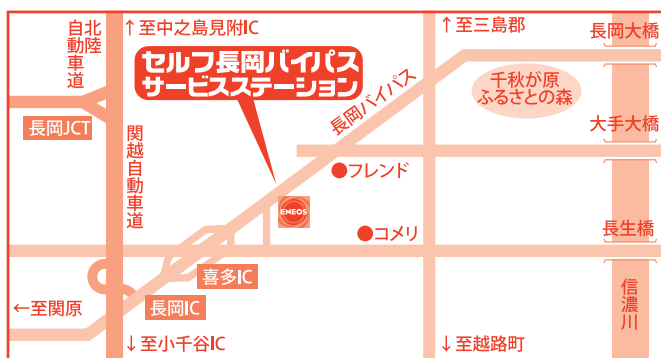 北陸
自動車道
↑至中之島見附IC
↑至三島郡
長岡大橋
セルフ長岡バイパス
サービスステーション
長岡バイパス
千秋が原
ふるさとの森
大手大橋
長岡JCT
関越自動車道
フレンド
ENEOS
コメリ
長生橋
喜多IC
長岡IC
←至関原
信濃川
↓至小千谷IC
↓至越路町